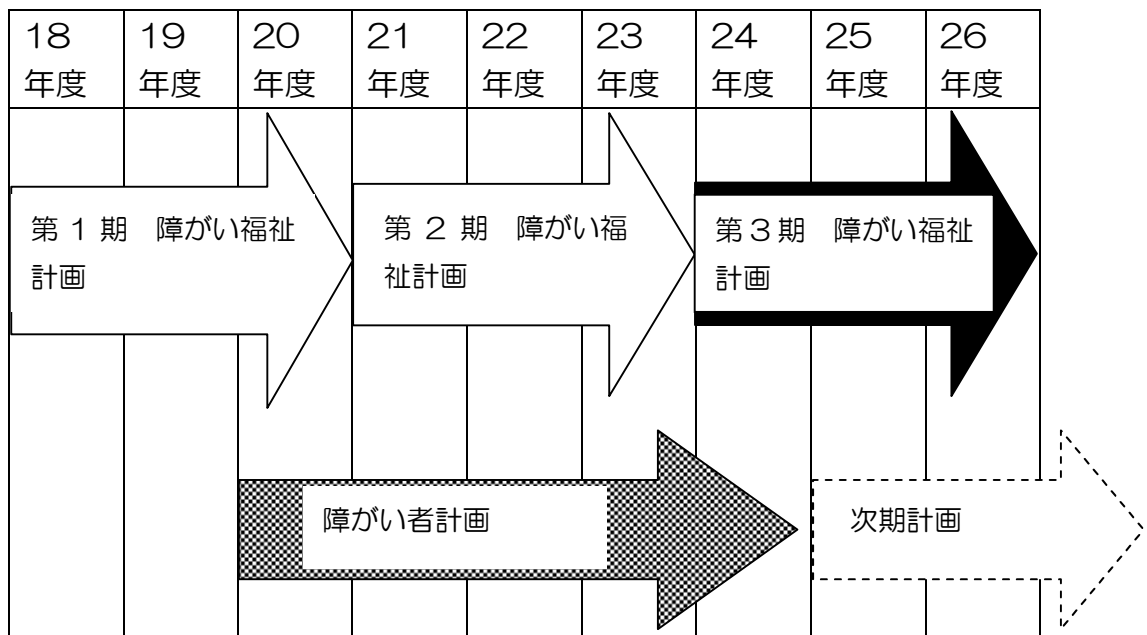 18 19 20 21 22 23 24 25 26
年度 年度 年度 年度 年度 年度 年度 年度 年度
第1期 障がい福祉
計画
第2期 障がい福
祉計画
第3期 障がい福祉
計画
障がい者計画
次期計画